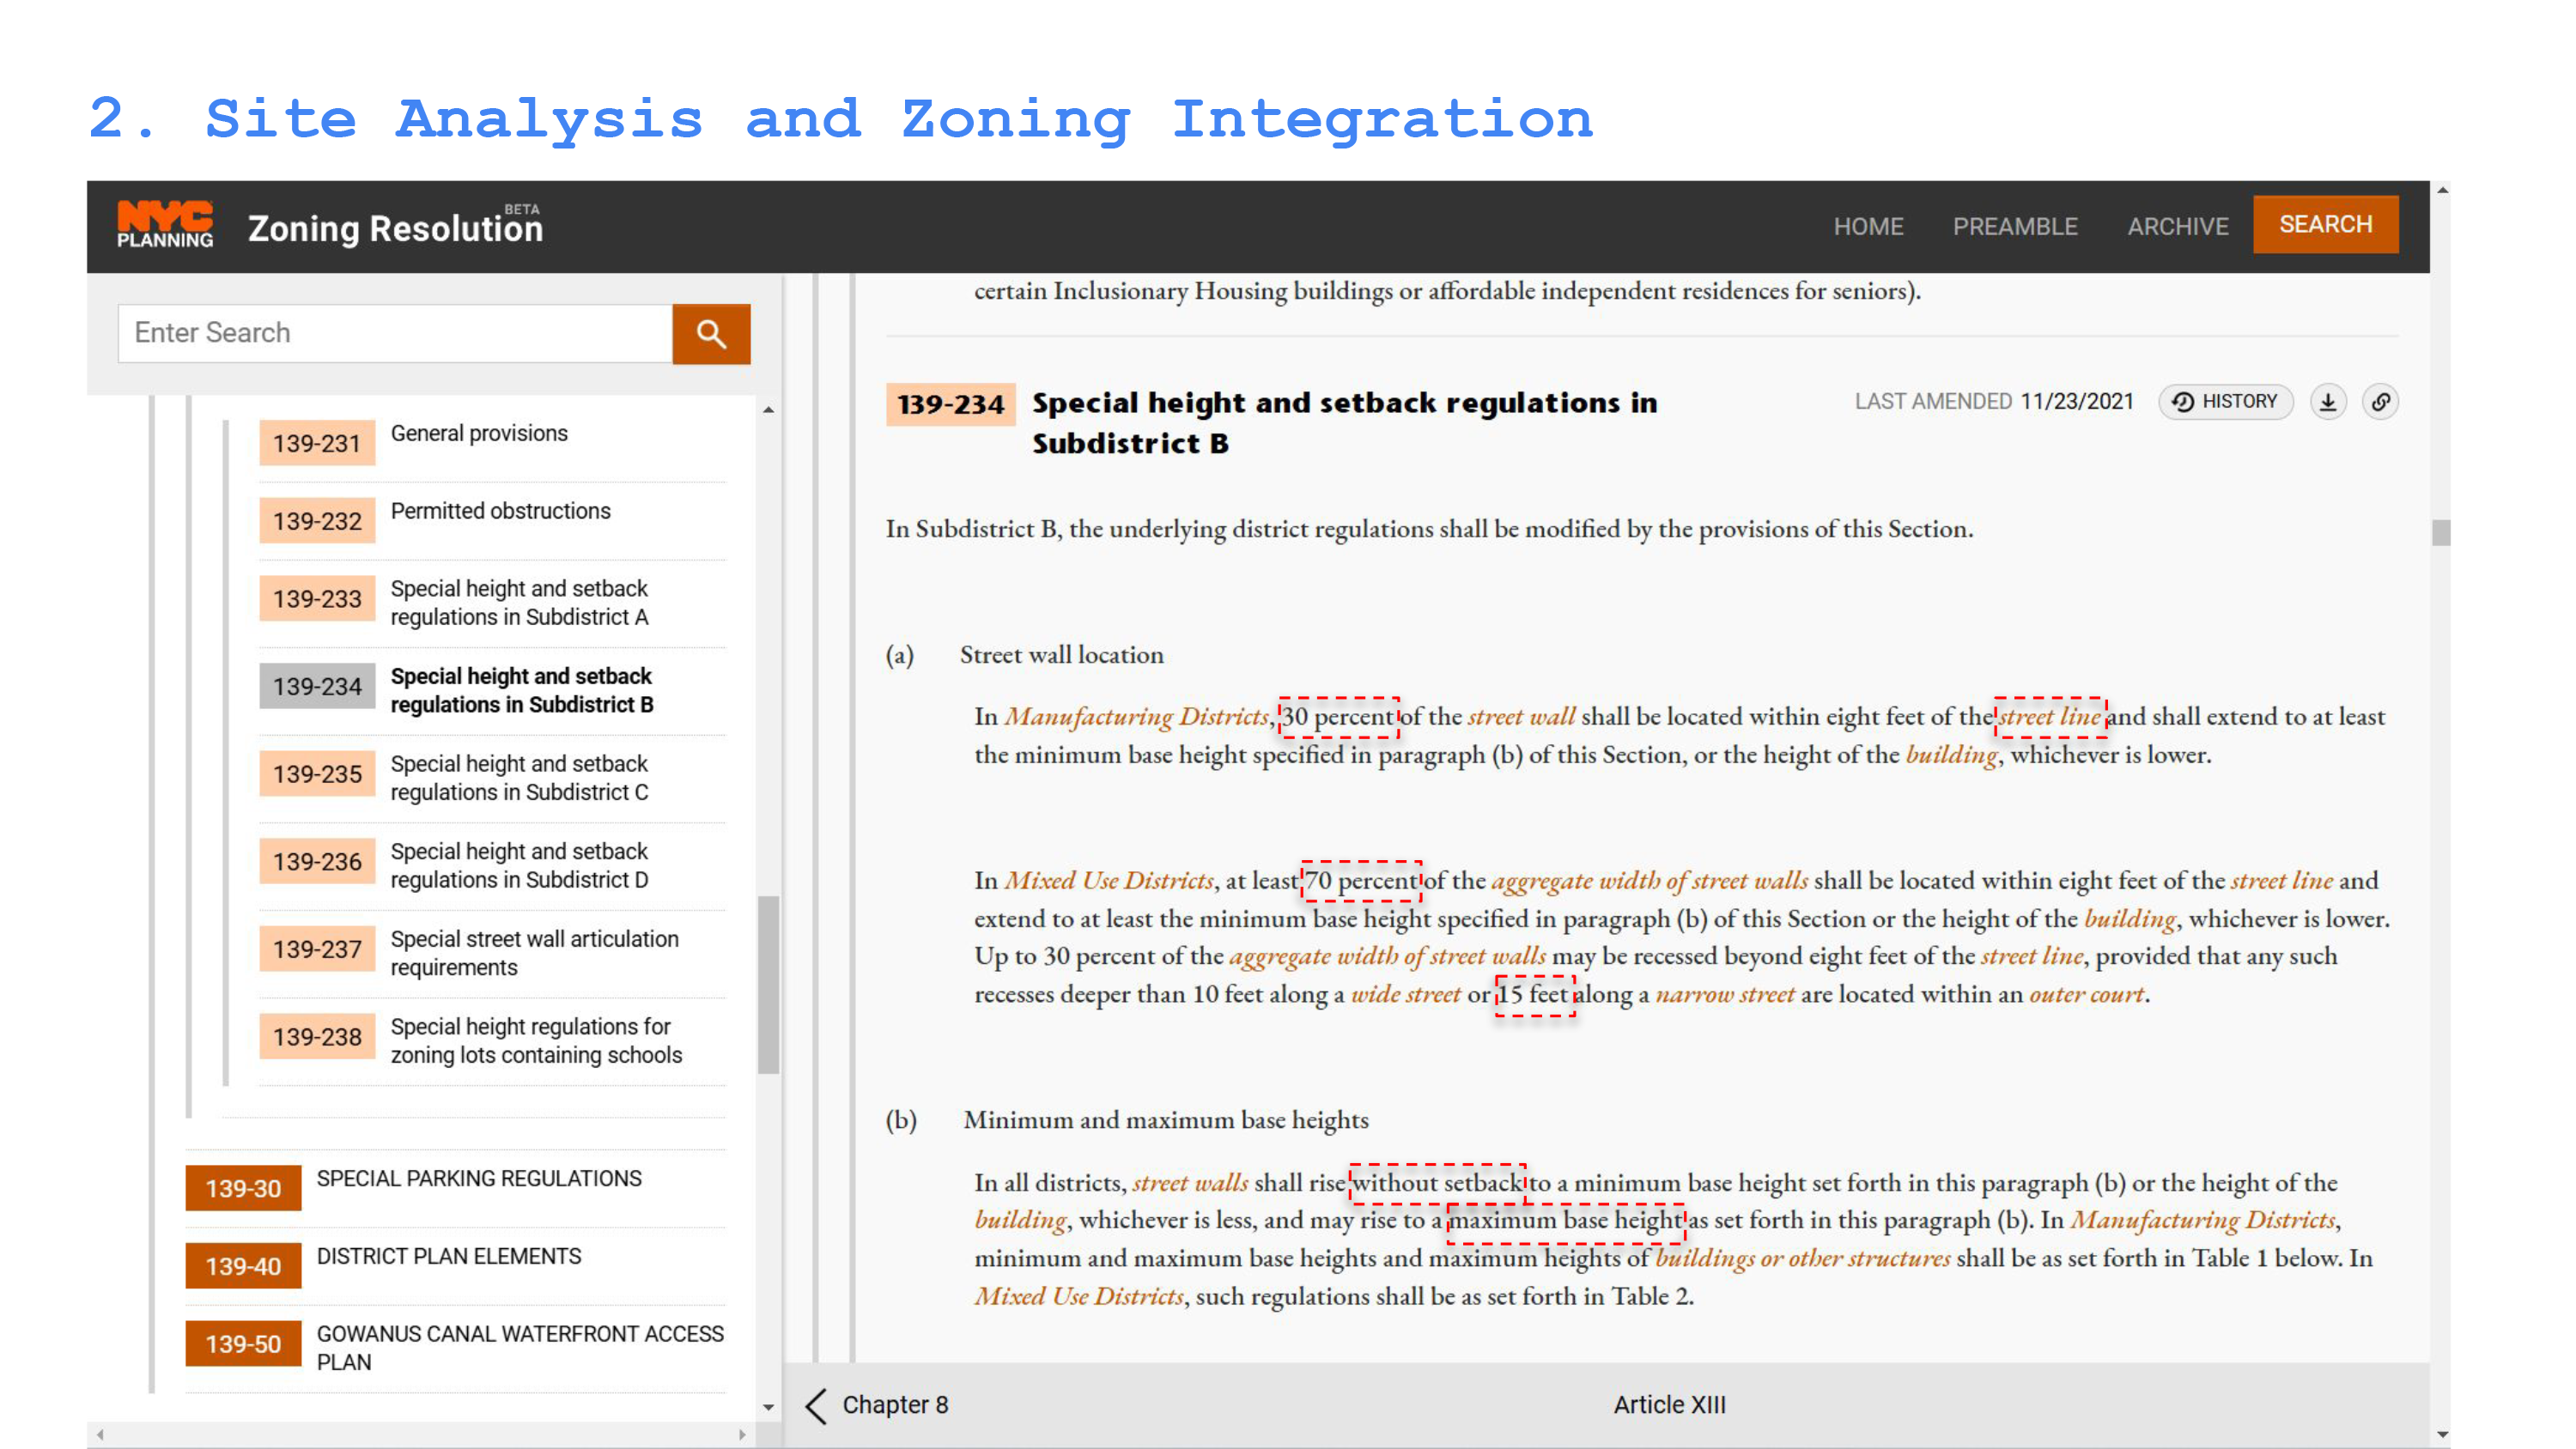 2. Site Analysis and Zoning Integration
NYC
PLANNING
Zoning Resolution
BETA
HOME
PREAMBLE
ARCHIVE
SEARCH
Enter Search
139-231
General provisions
139-232
Permitted obstructions
139-233
Special height and setback
regulations in Subdistrict A
139-234
Special height and setback
regulations in Subdistrict B
139-235
Special height and setback
regulations in Subdistrict C
139-236
Special height and setback
regulations in Subdistrict D
139-237
Special street wall articulation
requirements
139-238
Special height regulations for
zoning lots containing schools
139-30
SPECIAL PARKING REGULATIONS
139-40
DISTRICT PLAN ELEMENTS
139-50
GOWANUS CANAL WATERFRONT ACCESS
PLAN
certain Inclusionary Housing buildings or affordable independent residences for seniors).
139-234
Special height and setback regulations in
Subdistrict B
LAST AMENDED 11/23/2021
HISTORY
In Subdistrict B, the underlying district regulations shall be modified by the provisions of this Section.
(a) Street wall location
In Manufacturing Districts, 30 percent of the street wall shall be located within eight feet of the street line and shall extend to at least
the minimum base height specified in paragraph (b) of this Section, or the height of the building, whichever is lower.
In Mixed Use Districts, at least 70 percent of the aggregate width of street walls shall be located within eight feet of the street line and
extend to at least the minimum base height specified in paragraph (b) of this Section or the height of the building, whichever is lower.
Up to 30 percent of the aggregate width of street walls may be recessed beyond eight feet of the street line, provided that any such
recesses deeper than 10 feet along a wide street or 15 feet along a narrow street are located within an outer court.
(b) Minimum and maximum base heights
In all districts, street walls shall rise without setback to a minimum base height set forth in this paragraph (b) or the height of the
building, whichever is less, and may rise to a maximum base height as set forth in this paragraph (b). In Manufacturing Districts,
minimum and maximum base heights and maximum heights of buildings or other structures shall be as set forth in Table 1 below. In
Mixed Use Districts, such regulations shall be as set forth in Table 2.
Chapter 8
Article XIII